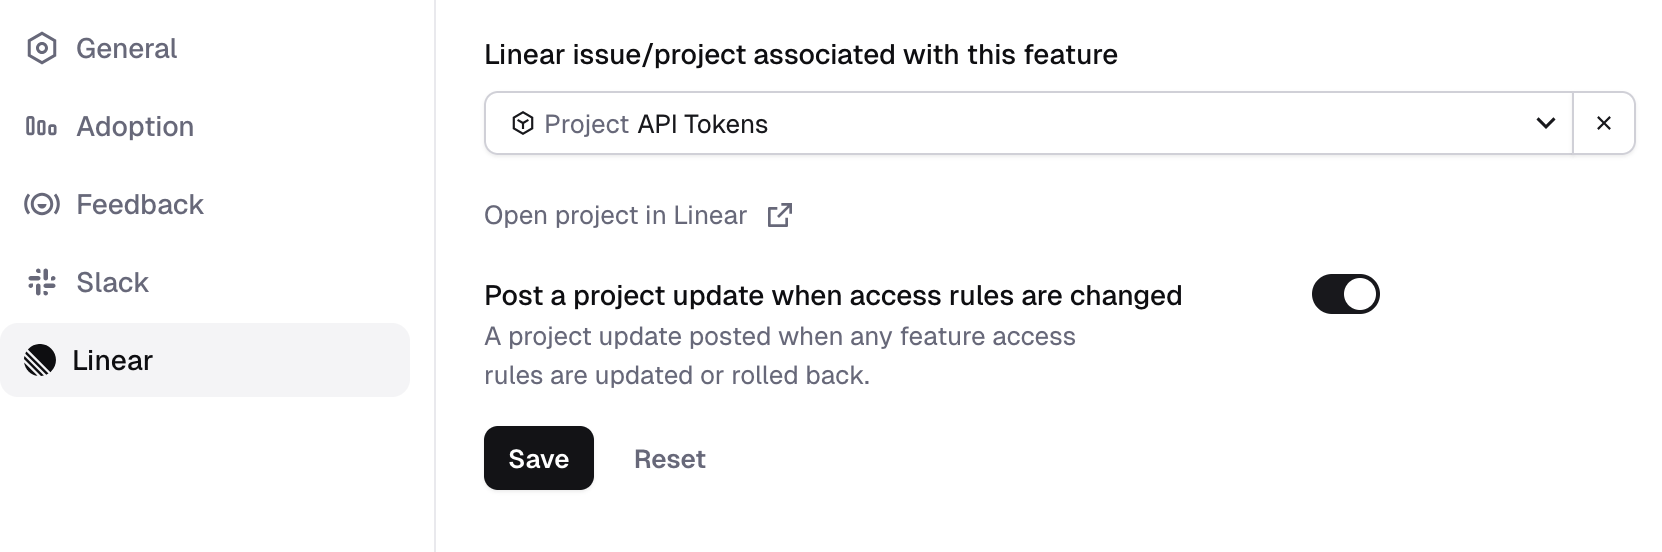 General
Adoption
Feedback
Slack
Linear
Linear issue/project associated with this feature
Project API Tokens
Open project in Linear
Post a project update when access rules are changed
A project update posted when any feature access
rules are updated or rolled back.
Save Reset